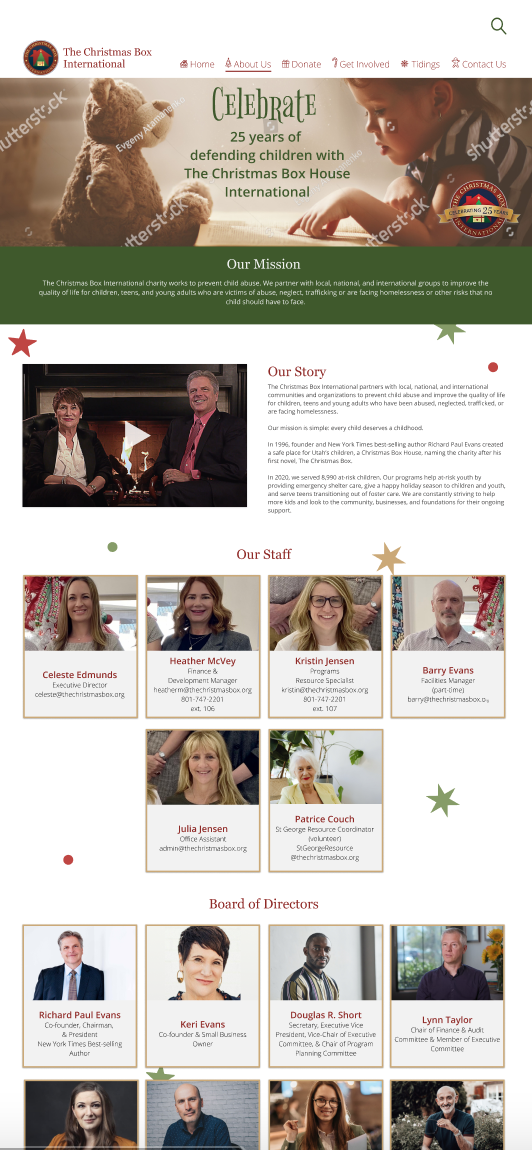 The Christmas Box
International
Home
About Us
Donate
Get Involved
Tidings
Contact Us
shutterstock
Evgeny Atamanenko
shutterstock
CELEBRATE
25 years of
defending children with
The Christmas Box House
International
THE CHRISTMAS BOX
CELEBRATING 25 YEARS
INTERNATIONAL
shutterstock
shutterstock
Our Mission
The Christmas Box International charity works to prevent child abuse. We partner with local, national, and international groups to improve the
quality of life for children, teens, and young adults who are victims of abuse, neglect, trafficking or are facing homelessness or other risks that no
child should have to face.
Our Story
The Christmas Box International partners with local, national, and international
communities and organizations to prevent child abuse and improve the quality of life
for children, teens and young adults who have been abused, neglected, trafficked, or
are facing homelessness.
Our mission is simple: every child deserves a childhood.
In 1996, founder and New York Times best-selling author Richard Paul Evans created
a safe place for Utah's children, a Christmas Box House, naming the charity after his
first novel, The Christmas Box.
In 2020, we served 8,990 at-risk children. Our programs help at-risk youth by
providing emergency shelter care, give a happy holiday season to children and youth,
and serve teens transitioning out of foster care. We are constantly striving to help
more kids and look to the community, businesses, and foundations for their ongoing
support.
Our Staff
Celeste Edmunds
Executive Director
celeste@thechristmasbox.org
Heather McVey
Finance &
Development Manager
heatherm@thechristmasbox.org
801-747-2201
ext. 106
Kristin Jensen
Programs
Resource Specialist
kristin@thechristmasbox.org
801-747-2201
ext. 107
Barry Evans
Facilities Manager
(part-time)
Julia Jensen
Office Assistant
admin@thechristmasbox.org
Patrice Couch
St George Resource Coordinator
(volunteer)
StGeorgeResource
@thechristmasbox.org
Board of Directors
Richard Paul Evans
Co-founder, Chairman,
& President
New York Times Best-selling
Author
Keri Evans
Co-founder & Small Business
Owner
Douglas R. Short
Secretary, Executive Vice
President, Vice-Chair of Executive
Committee, & Chair of Program
Planning Committee
Lynn Taylor
Chair of Finance & Audit
Committee & Member of Executive
Committee